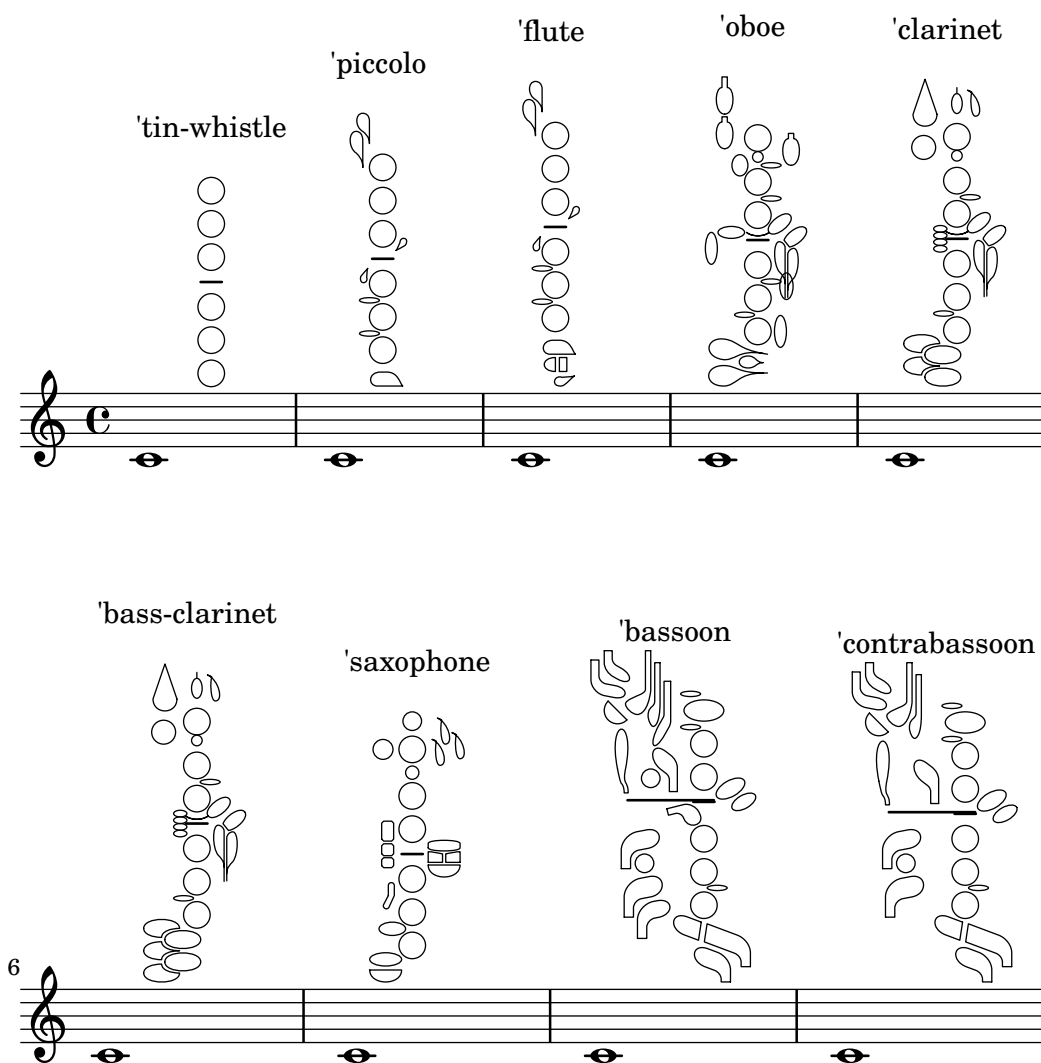 'tin-whistle
'piccolo
'flute
'oboe
'clarinet
'bass-clarinet
'saxophone
'bassoon
'contrabassoon
6